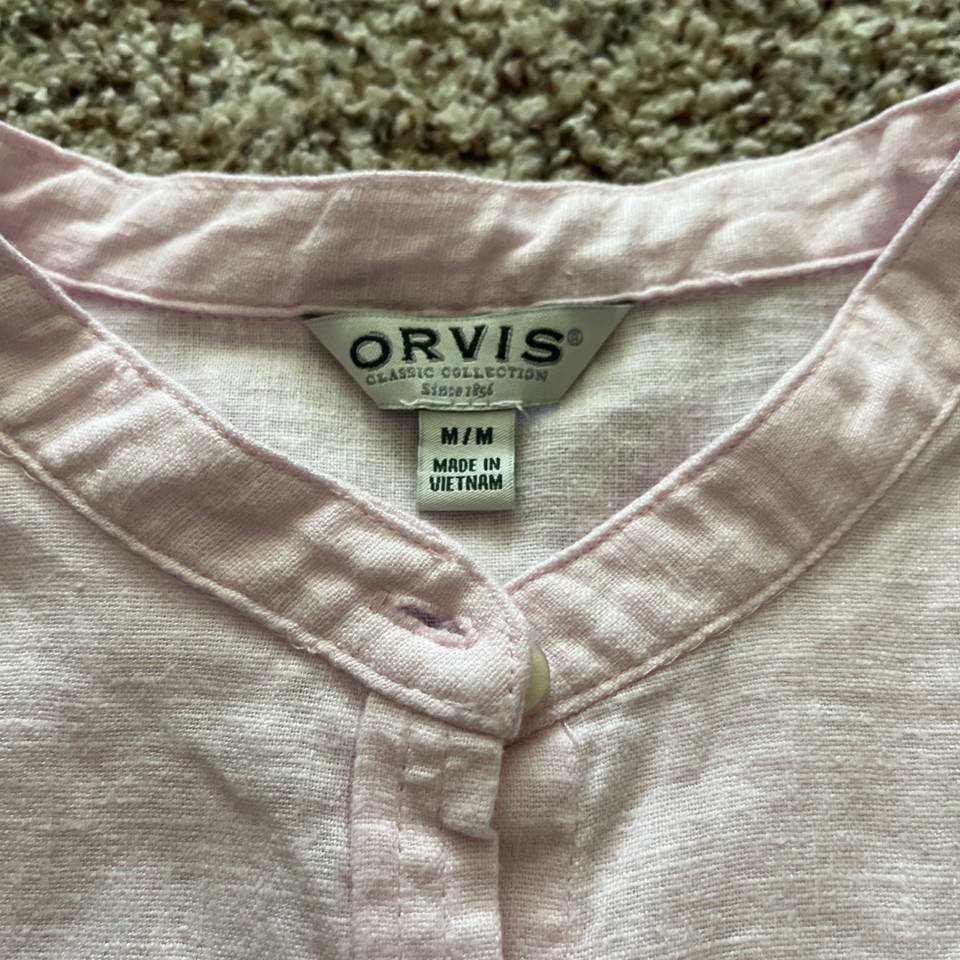 ORVIS®
CLASSIC COLLECTION
Since 1856
M/M
MADE IN
VIETNAM